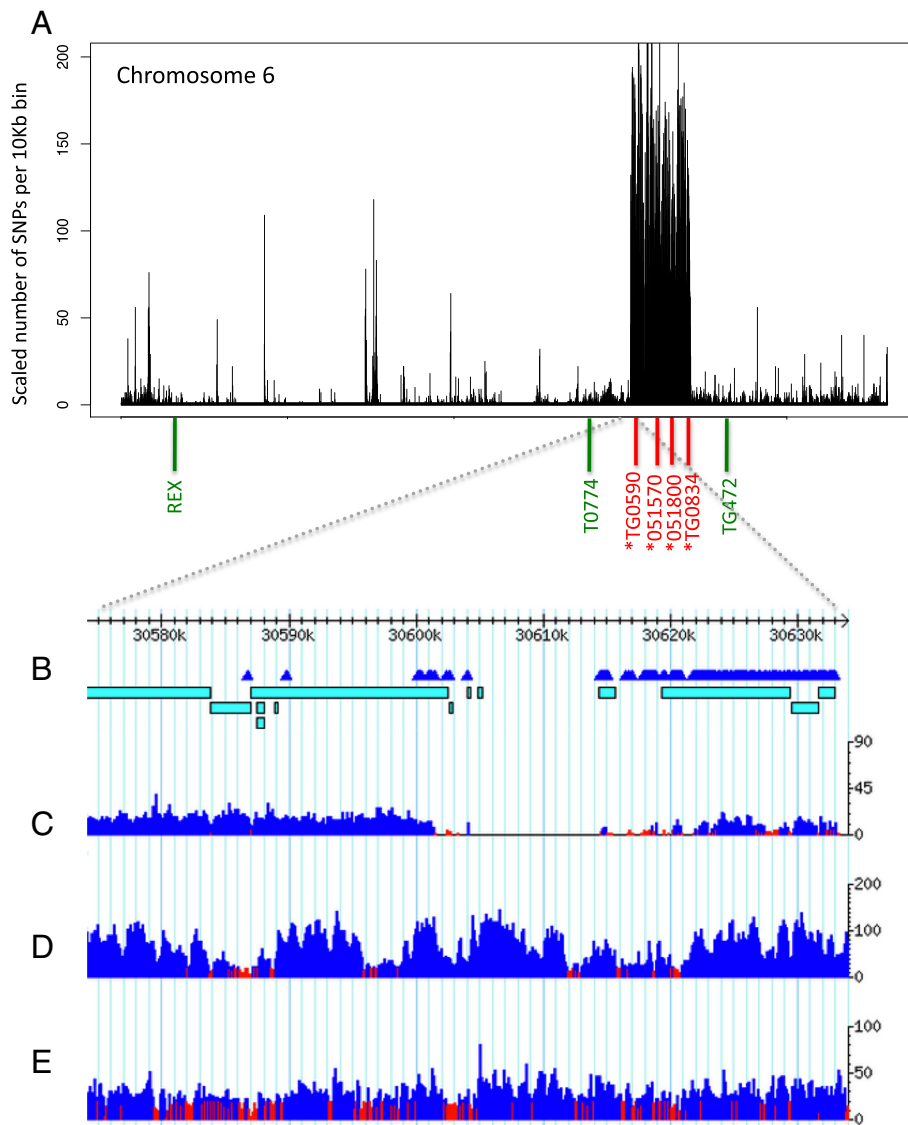 A
Chromosome 6
Scaled number of SNPs per 10Kb bin
200
150
100
50
0
REX
T0774
*TG0590
*051570
*051800
*TG0834
TG472
30580k
30590k
30600k
30610k
30620k
30630k
B
C
90
45
0
D
200
100
0
E
100
50
0